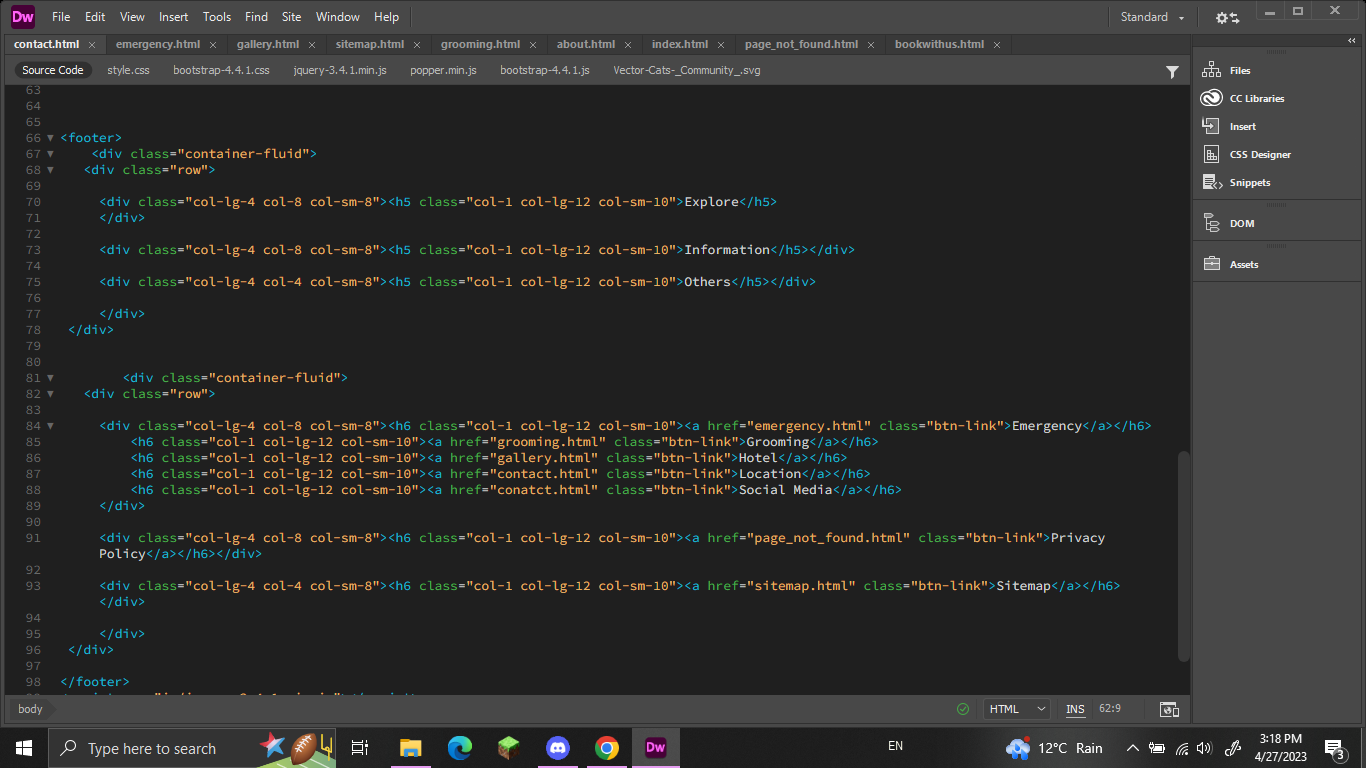 Dw File Edit View Insert Tools Find Site Window Help Standard
contact.html emergency.html gallery.html sitemap.html grooming.html about.html index.html page_not_found.html bookwithus.html
Source Code style.css bootstrap-4.4.1.css jquery-3.4.1.min.js popper.min.js bootstrap-4.4.1.js Vector-Cats-_Community_.svg
63
64
65
66 <footer>
67 <div class="container-fluid">
68 <div class="row">
69
70 <div class="col-lg-4 col-8 col-sm-8"><h5 class="col-1 col-lg-12 col-sm-10">Explore</h5>
71 </div>
72
73 <div class="col-lg-4 col-8 col-sm-8"><h5 class="col-1 col-lg-12 col-sm-10">Information</h5></div>
74
75 <div class="col-lg-4 col-4 col-sm-8"><h5 class="col-1 col-lg-12 col-sm-10">Others</h5></div>
76
77 </div>
78 </div>
79
80
81 <div class="container-fluid">
82 <div class="row">
83
84 <div class="col-lg-4 col-8 col-sm-8"><h6 class="col-1 col-lg-12 col-sm-10"><a href="emergency.html" class="btn-link">Emergency</a></h6>
85 <h6 class="col-1 col-lg-12 col-sm-10"><a href="grooming.html" class="btn-link">Grooming</a></h6>
86 <h6 class="col-1 col-lg-12 col-sm-10"><a href="gallery.html" class="btn-link">Hotel</a></h6>
87 <h6 class="col-1 col-lg-12 col-sm-10"><a href="contact.html" class="btn-link">Location</a></h6>
88 <h6 class="col-1 col-lg-12 col-sm-10"><a href="conatct.html" class="btn-link">Social Media</a></h6>
89 </div>
90
91 <div class="col-lg-4 col-8 col-sm-8"><h6 class="col-1 col-lg-12 col-sm-10"><a href="page_not_found.html" class="btn-link">Privacy
Policy</a></h6></div>
92
93 <div class="col-lg-4 col-4 col-sm-8"><h6 class="col-1 col-lg-12 col-sm-10"><a href="sitemap.html" class="btn-link">Sitemap</a></h6>
</div>
94
95 </div>
96 </div>
97
98 </footer>
Files
CC Libraries
Insert
CSS Designer
Snippets
DOM
Assets
body HTML INS 62:9
Type here to search Dw EN 12°C Rain 3:18 PM
4/27/2023 3